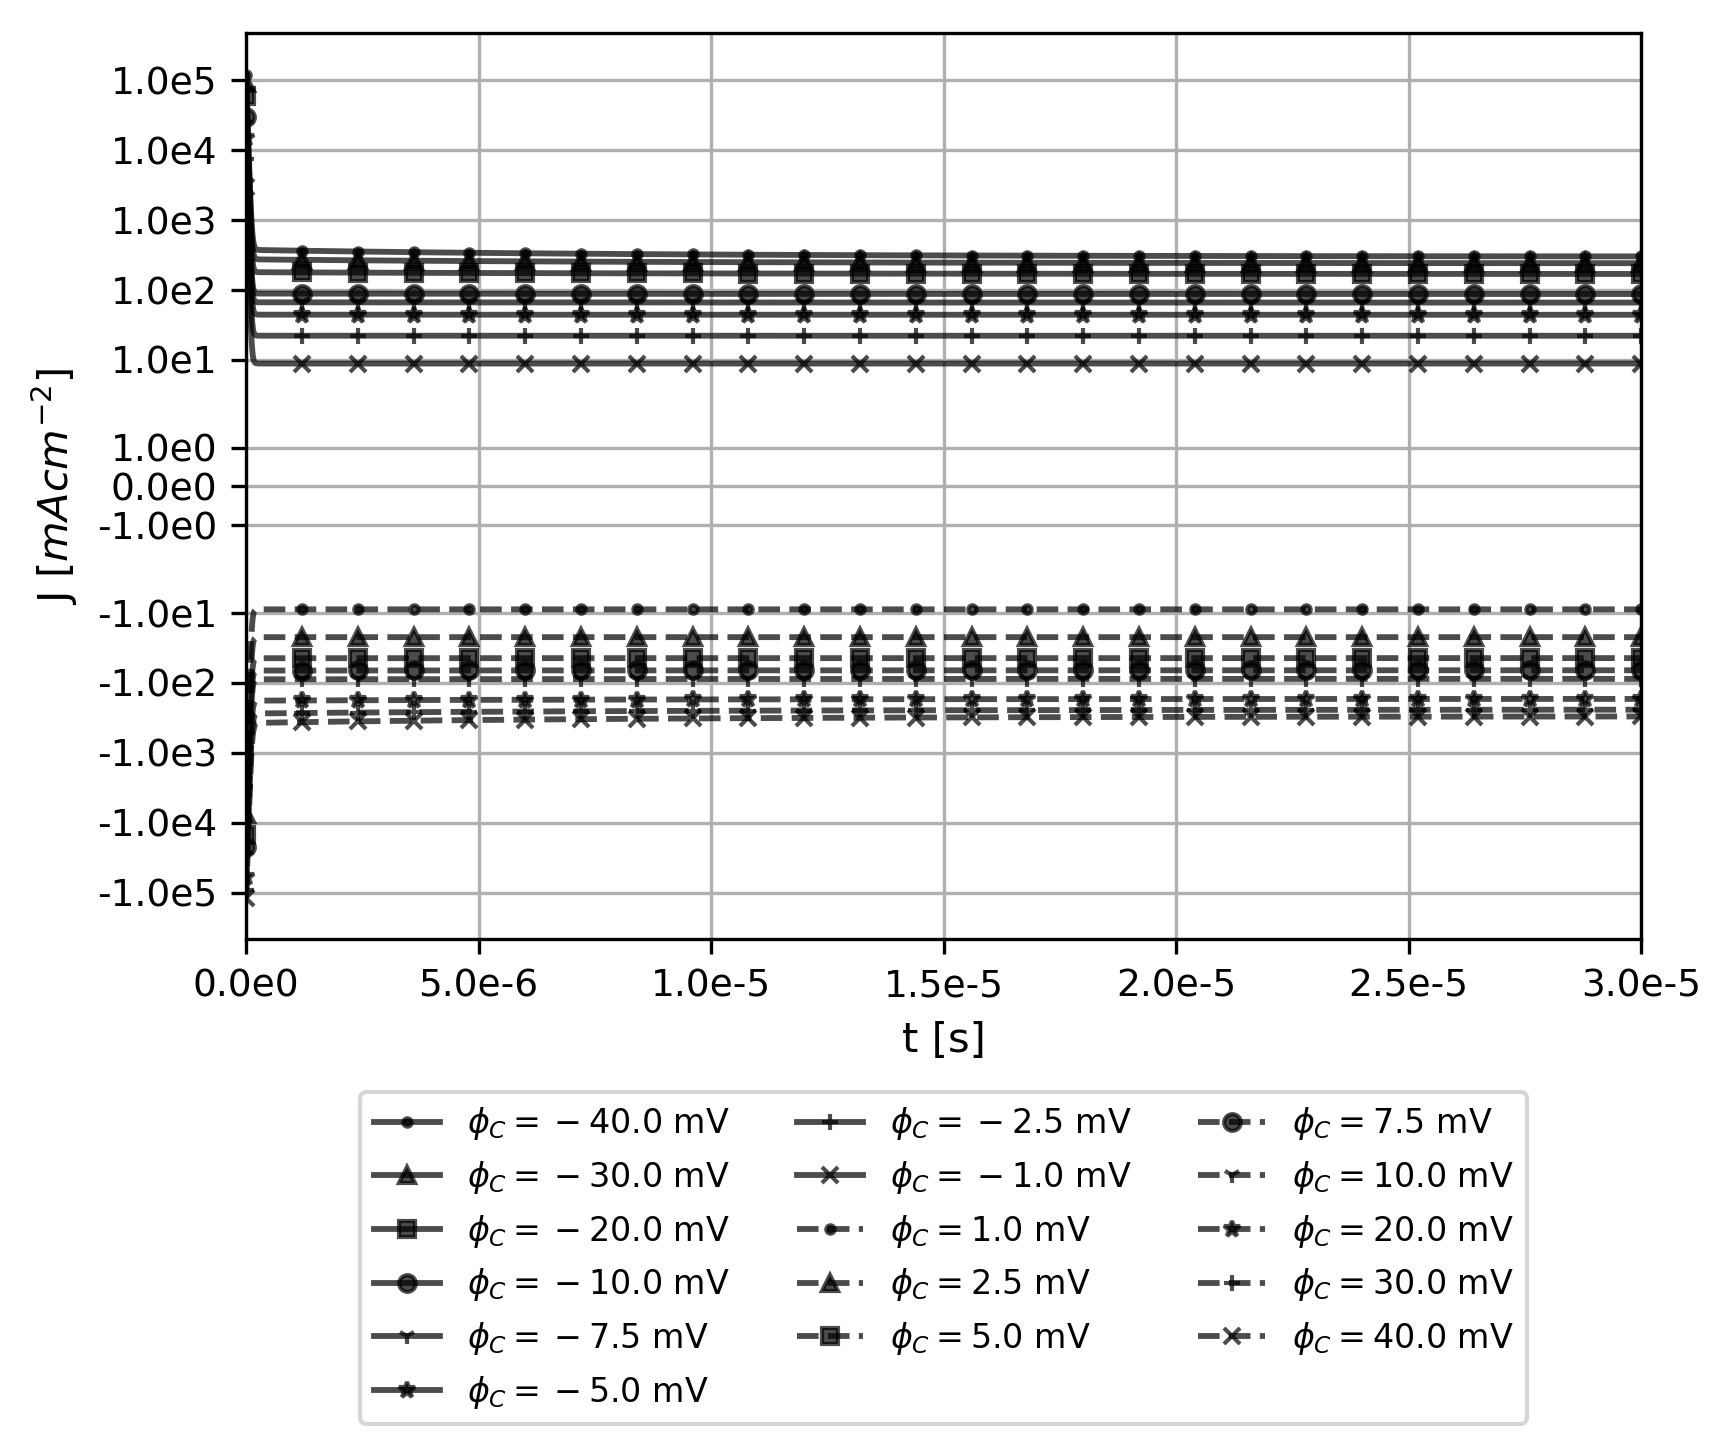 1.0e5
1.0e4
1.0e3
1.0e2
1.0e1
1.0e0
0.0e0
-1.0e0
-1.0e1
-1.0e2
-1.0e3
-1.0e4
-1.0e5
J [mAcm⁻²]
0.0e0 5.0e-6 1.0e-5 1.5e-5 2.0e-5 2.5e-5 3.0e-5
t [s]
ϕ_C = − 40.0 mV
ϕ_C = − 30.0 mV
ϕ_C = − 20.0 mV
ϕ_C = − 10.0 mV
ϕ_C = − 7.5 mV
ϕ_C = − 5.0 mV
ϕ_C = − 2.5 mV
ϕ_C = − 1.0 mV
ϕ_C = 1.0 mV
ϕ_C = 2.5 mV
ϕ_C = 5.0 mV
ϕ_C = 7.5 mV
ϕ_C = 10.0 mV
ϕ_C = 20.0 mV
ϕ_C = 30.0 mV
ϕ_C = 40.0 mV